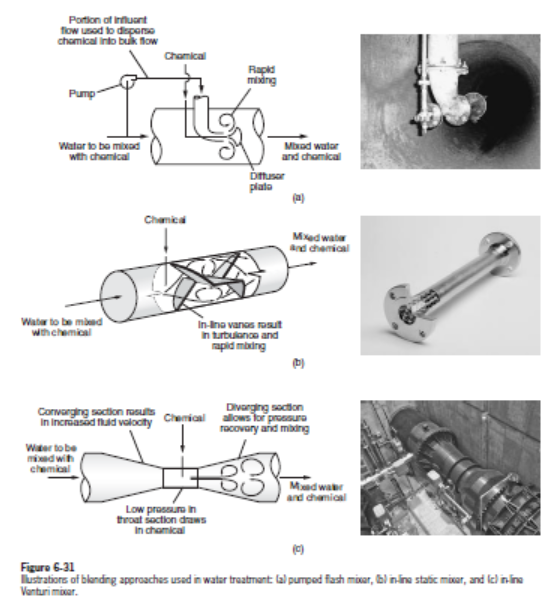 Portion of influent
flow used to disperse
chemical into bulk flow
Chemical
Rapid
mixing
Pump
Water to be mixed
with chemical
Mixed water
and chemical
Diffuser
plate
(a)
Chemical
Mixed water
and chemical
Water to be mixed
with chemical
In-line vanes result
in turbulence and
rapid mixing
(b)
Converging section results
in increased fluid velocity
Chemical
Diverging section
allows for pressure
recovery and mixing
Water to be
mixed with
chemical
Mixed water
and chemical
Low pressure in
throat section draws
in chemical
(c)
Figure 6-31
Illustrations of blending approaches used in water treatment: (a) pumped flash mixer, (b) in-line static mixer, and (c) in-line
Venturi mixer.